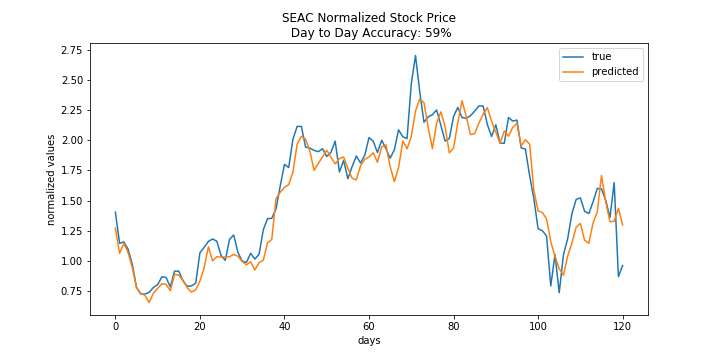 SEAC Normalized Stock Price
Day to Day Accuracy: 59%
true
predicted
normalized values
2.75
2.50
2.25
2.00
1.75
1.50
1.25
1.00
0.75
0
20
40
60
80
100
120
days